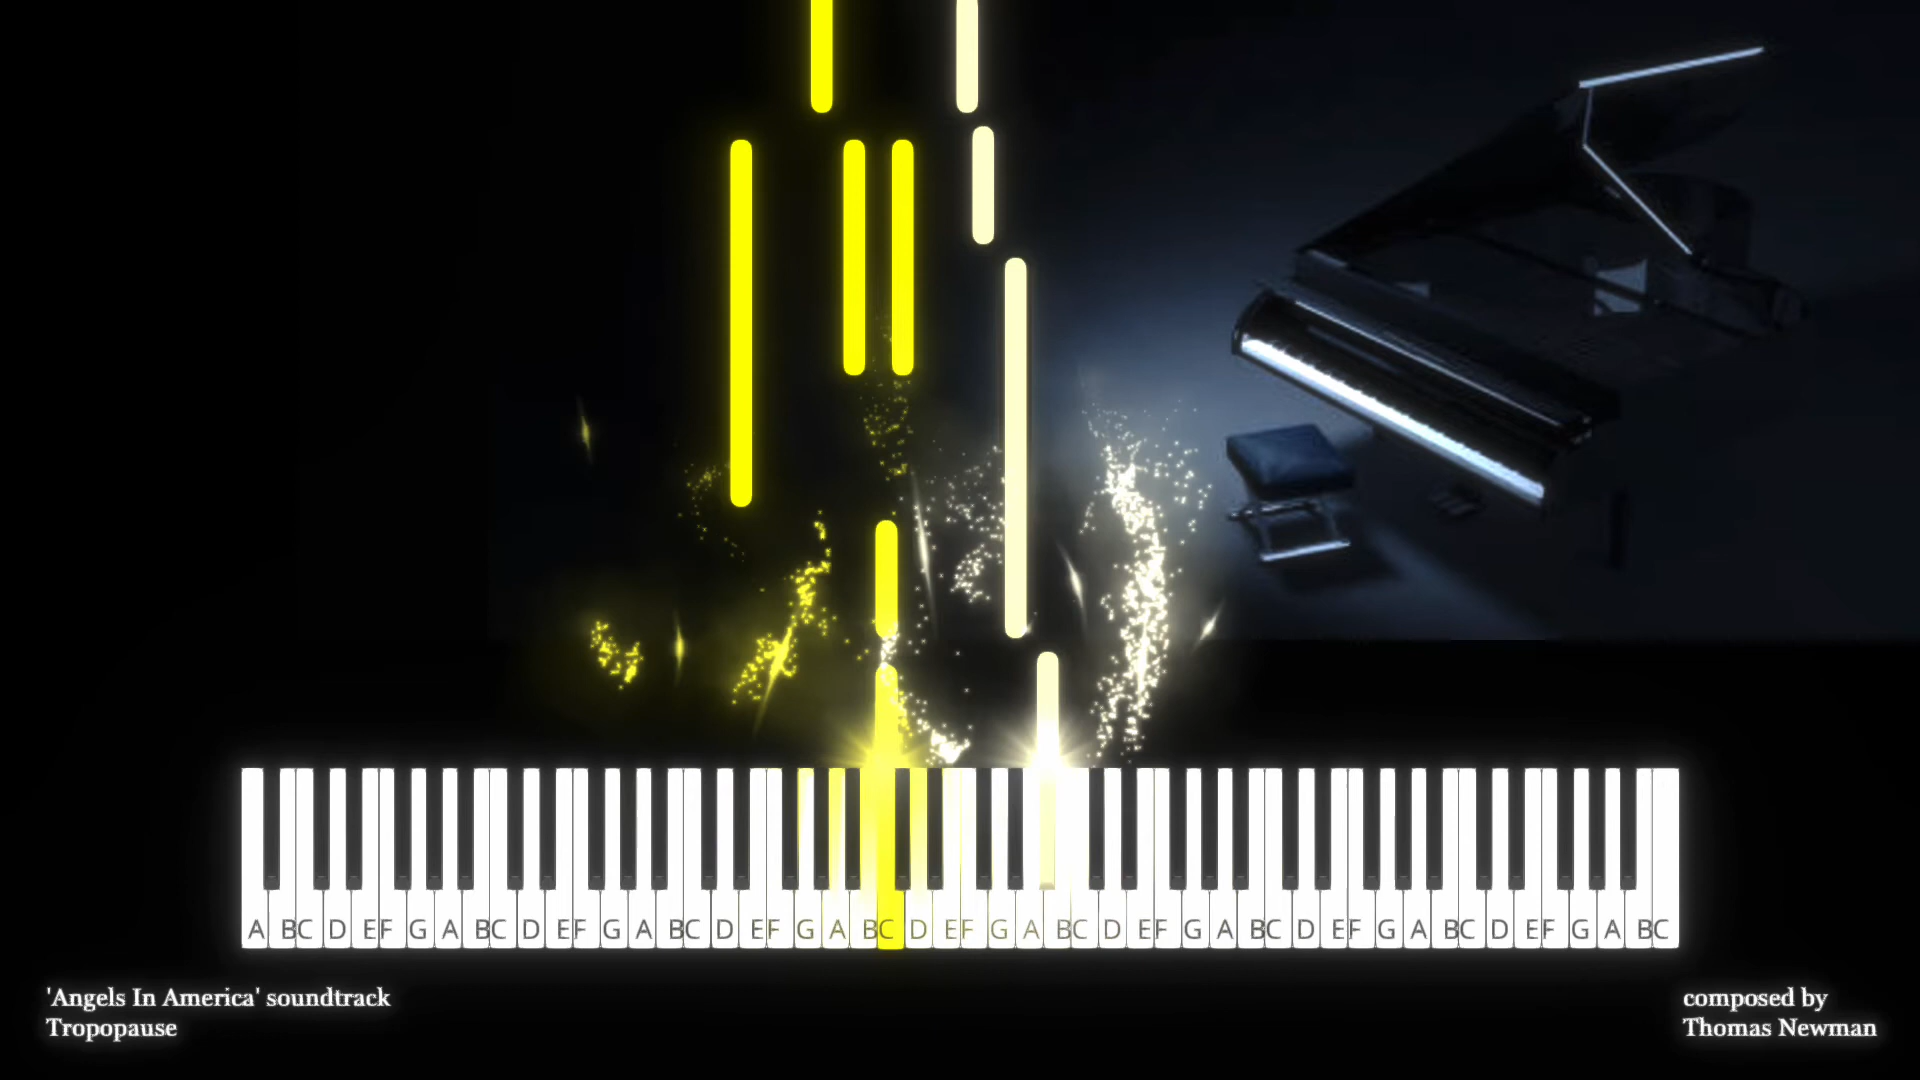 A BC D EF G A BC D EF G A BC D EF G A BC D EF G A BC D EF G A BC D EF G A BC D EF G A BC
'Angels In America' soundtrack
Tropopause
composed by
Thomas Newman